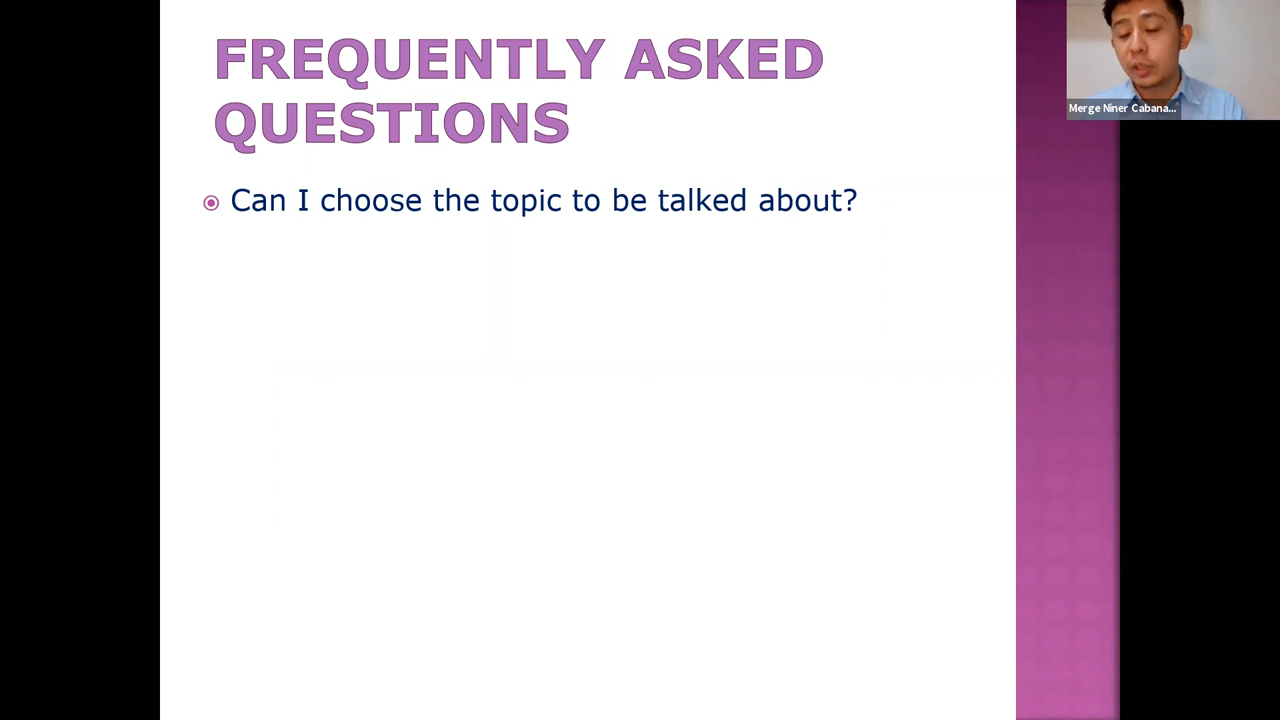 FREQUENTLY ASKED
QUESTIONS
Can I choose the topic to be talked about?
Merge Niner Cabana...